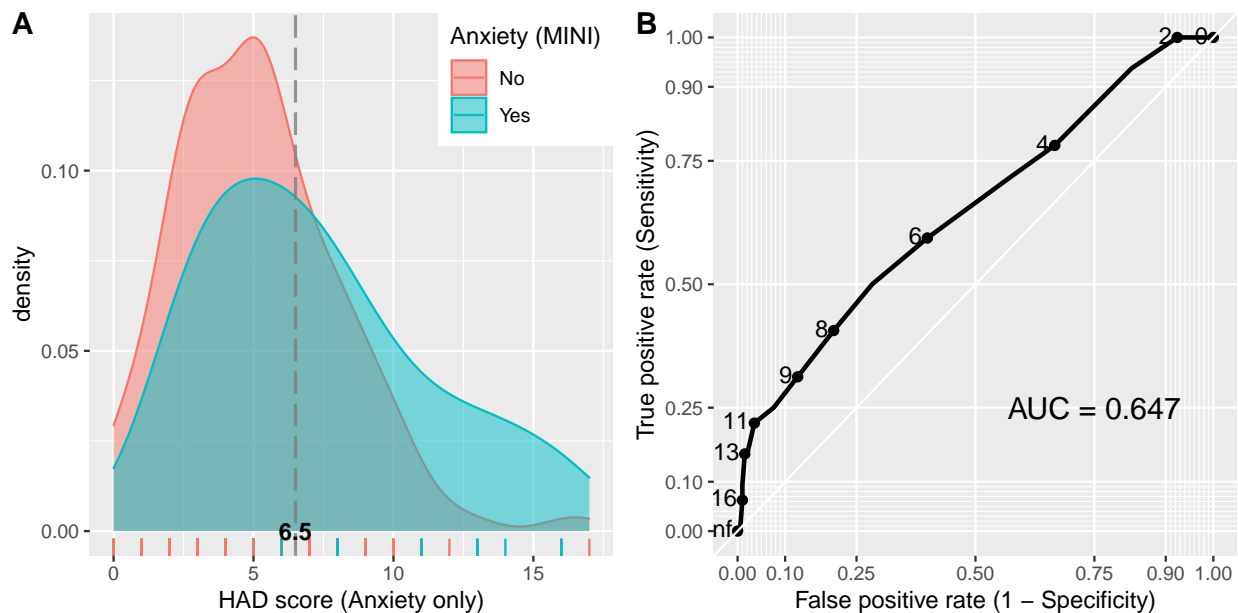 A
Anxiety (MINI)
No
Yes
density
0.10
0.05
0.00
6.5
0 5 10 15
HAD score (Anxiety only)
B
True positive rate (Sensitivity)
1.00
0.90
0.75
0.50
0.25
0.10
0.00
2 0
4
6
8
9
11
13
16
nf
AUC = 0.647
0.00 0.10 0.25 0.50 0.75 0.90 1.00
False positive rate (1 − Specificity)